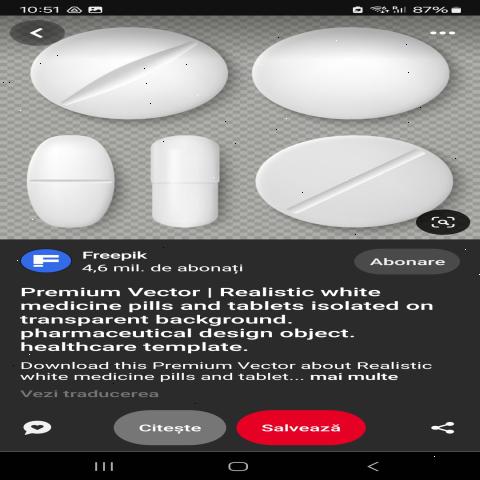 10:51
87%
Freepik
4,6 mil. de abonați
Abonare
Premium Vector | Realistic white
medicine pills and tablets isolated on
transparent background.
pharmaceutical design object.
healthcare template.
Download this Premium Vector about Realistic
white medicine pills and tablet... mai multe
Vezi traducerea
Citește
Salvează